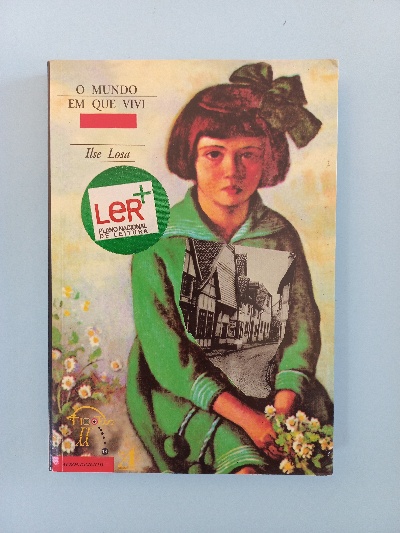 O MUNDO
EM QUE VIVI
Ilse Losa
LeR+
PLANO NACIONAL
DE LEITURA